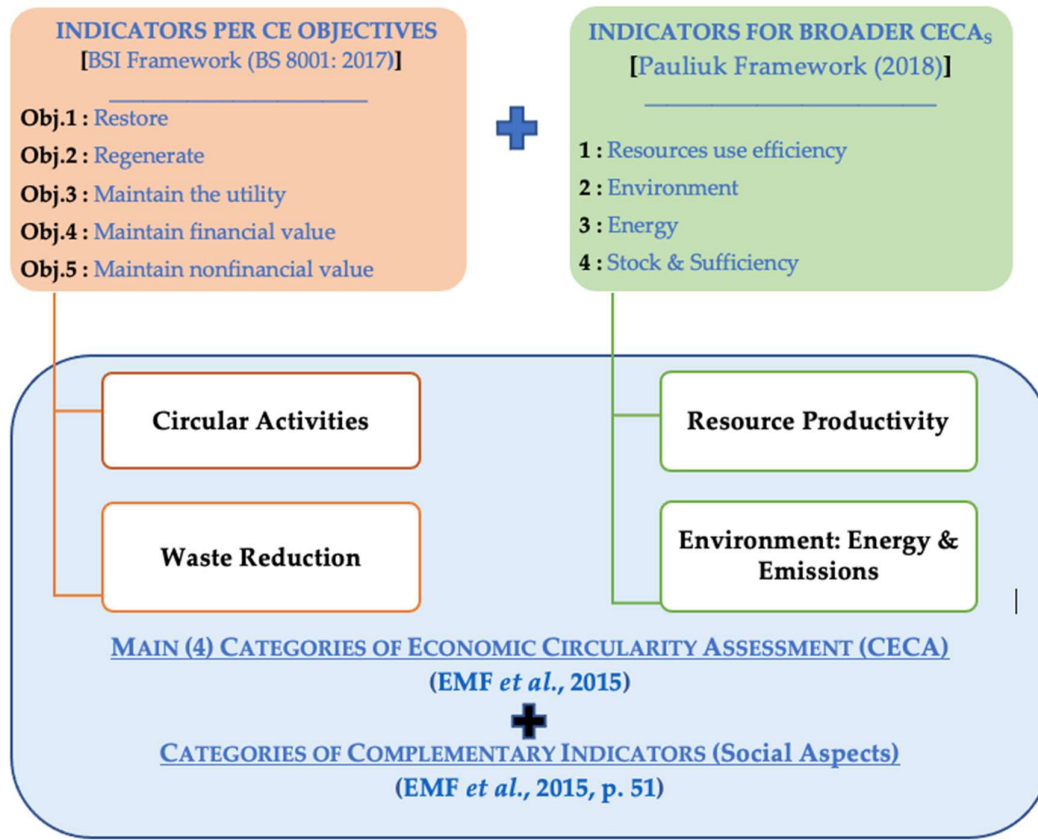 INDICATORS PER CE OBJECTIVES
[BSI Framework (BS 8001: 2017)]
Obj.1 : Restore
Obj.2 : Regenerate
Obj.3 : Maintain the utility
Obj.4 : Maintain financial value
Obj.5 : Maintain nonfinancial value
INDICATORS FOR BROADER CECAs
[Pauliuk Framework (2018)]
1 : Resources use efficiency
2 : Environment
3 : Energy
4 : Stock & Sufficiency
Circular Activities
Resource Productivity
Waste Reduction
Environment: Energy &
Emissions
MAIN (4) CATEGORIES OF ECONOMIC CIRCULARITY ASSESSMENT (CECA)
(EMF et al., 2015)
CATEGORIES OF COMPLEMENTARY INDICATORS (Social Aspects)
(EMF et al., 2015, p. 51)